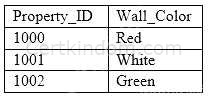 Property_ID Wall_Color
1000 Red
1001 White
1002 Green